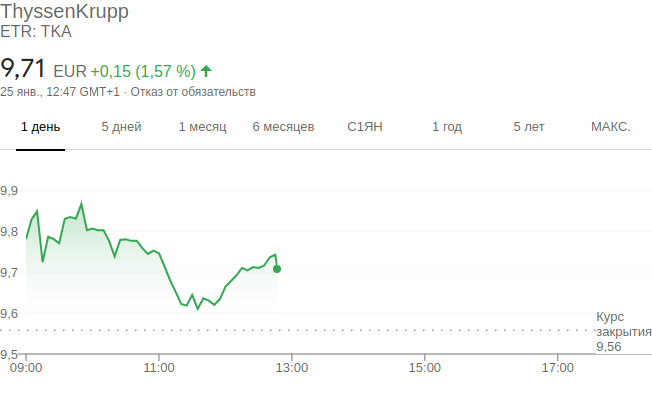 ThyssenKrupp
ETR: TKA
9,71 EUR +0,15 (1,57 %)
25 янв., 12:47 GMT+1 · Отказ от обязательств
1 день 5 дней 1 месяц 6 месяцев С1ЯН 1 год 5 лет МАКС.
9,9
9,8
9,7
9,6
9,5
Курс
закрытия
9,56
09:00 11:00 13:00 15:00 17:00